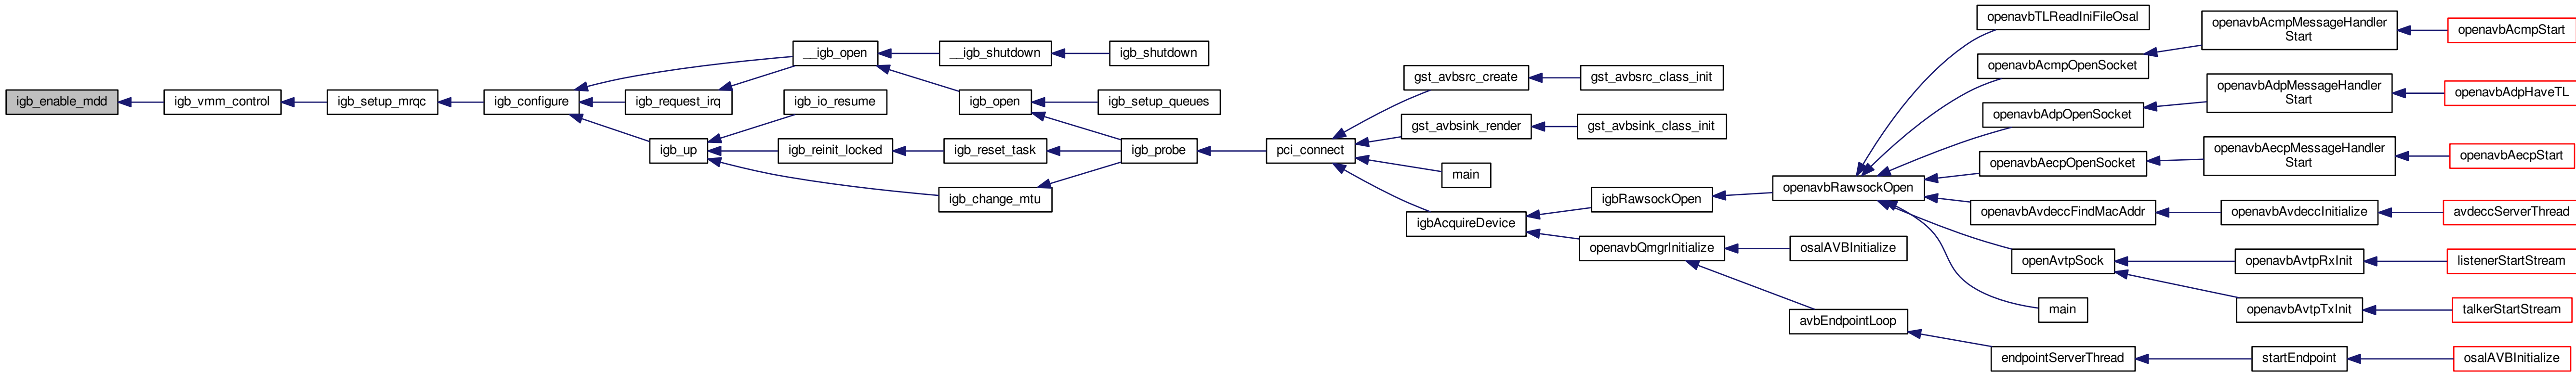 igb_enable_mdd
igb_vmm_control
igb_setup_mrqc
igb_configure
__igb_open
igb_request_irq
igb_up
__igb_shutdown
igb_shutdown
igb_io_resume
igb_open
igb_setup_queues
igb_reinit_locked
igb_reset_task
igb_change_mtu
igb_probe
pci_connect
gst_avbsrc_create
gst_avbsrc_class_init
gst_avbsink_render
gst_avbsink_class_init
main
igbAcquireDevice
igbRawsockOpen
openavbQmgrInitialize
osalAVBInitialize
avbEndpointLoop
openavbRawsockOpen
openavbTLReadIniFileOsal
openavbAcmpOpenSocket
openavbAcmpMessageHandler
Start
openavbAcmpStart
openavbAdpOpenSocket
openavbAdpMessageHandler
Start
openavbAdpHaveTL
openavbAecpOpenSocket
openavbAecpMessageHandler
Start
openavbAecpStart
openavbAvdeccFindMacAddr
openavbAvdeccInitialize
avdeccServerThread
openAvtpSock
openavbAvtpRxInit
listenerStartStream
openavbAvtpTxInit
talkerStartStream
main
endpointServerThread
startEndpoint
osalAVBInitialize